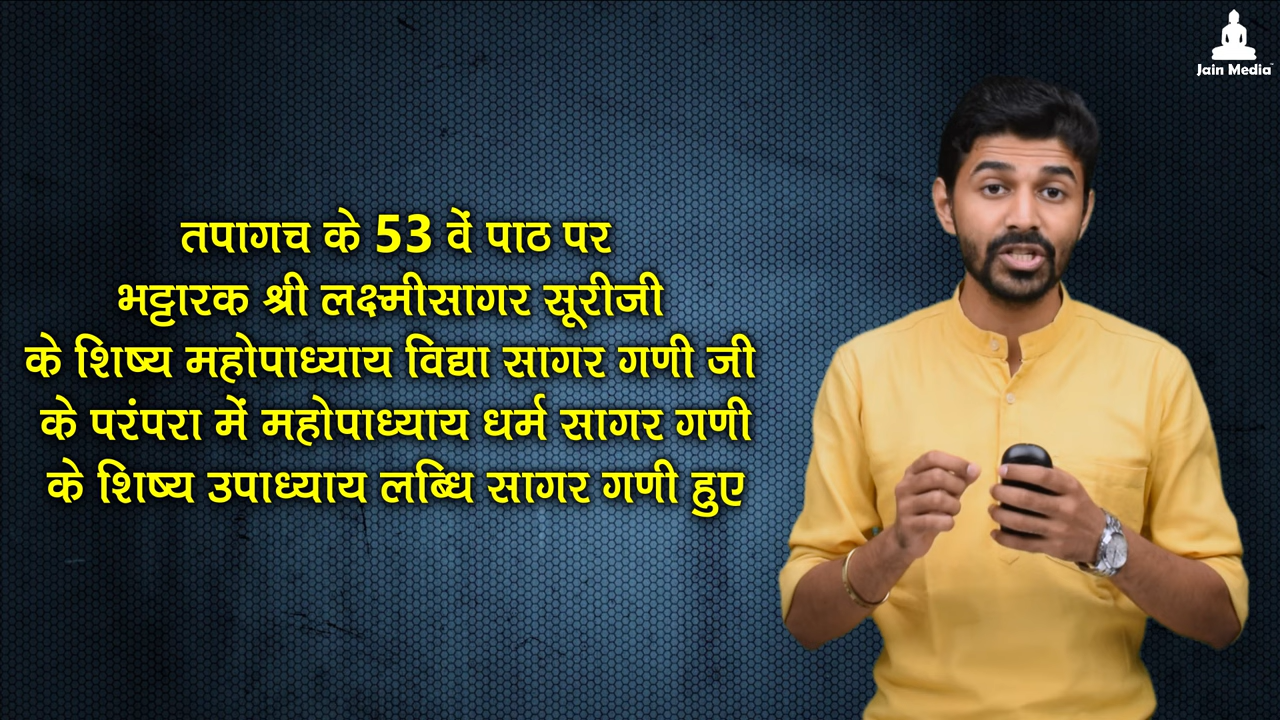 Jain Media
तपागच के 53 वें पाठ पर
भट्टारक श्री लक्ष्मीसागर सूरीजी
के शिष्य महोपाध्याय विद्या सागर गणी जी
के परंपरा में महोपाध्याय धर्म सागर गणी
के शिष्य उपाध्याय लब्धि सागर गणी हुए